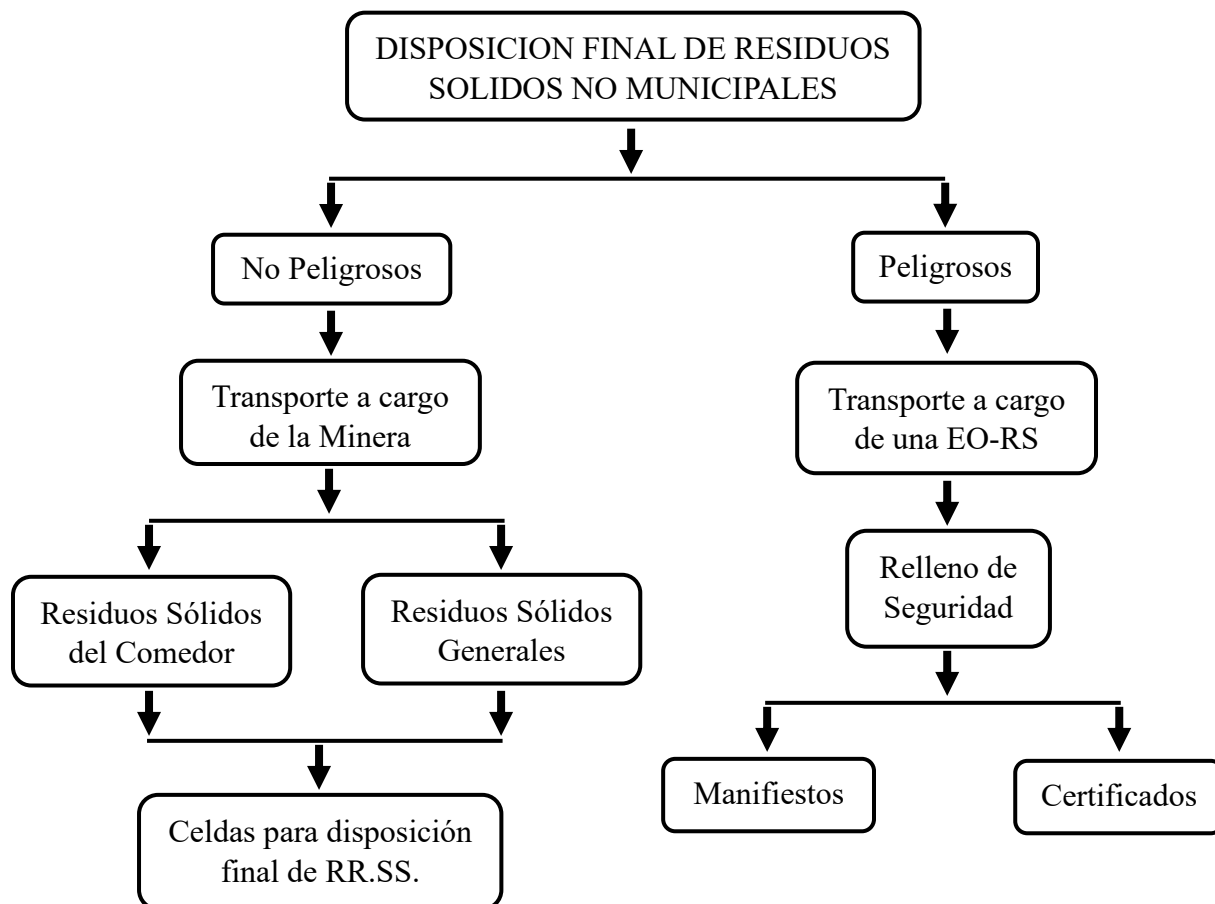 DISPOSICION FINAL DE RESIDUOS
SOLIDOS NO MUNICIPALES
No Peligrosos
Peligrosos
Transporte a cargo
de la Minera
Transporte a cargo
de una EO-RS
Relleno de
Seguridad
Residuos Sólidos
del Comedor
Residuos Sólidos
Generales
Manifiestos
Certificados
Celdas para disposición
final de RR.SS.